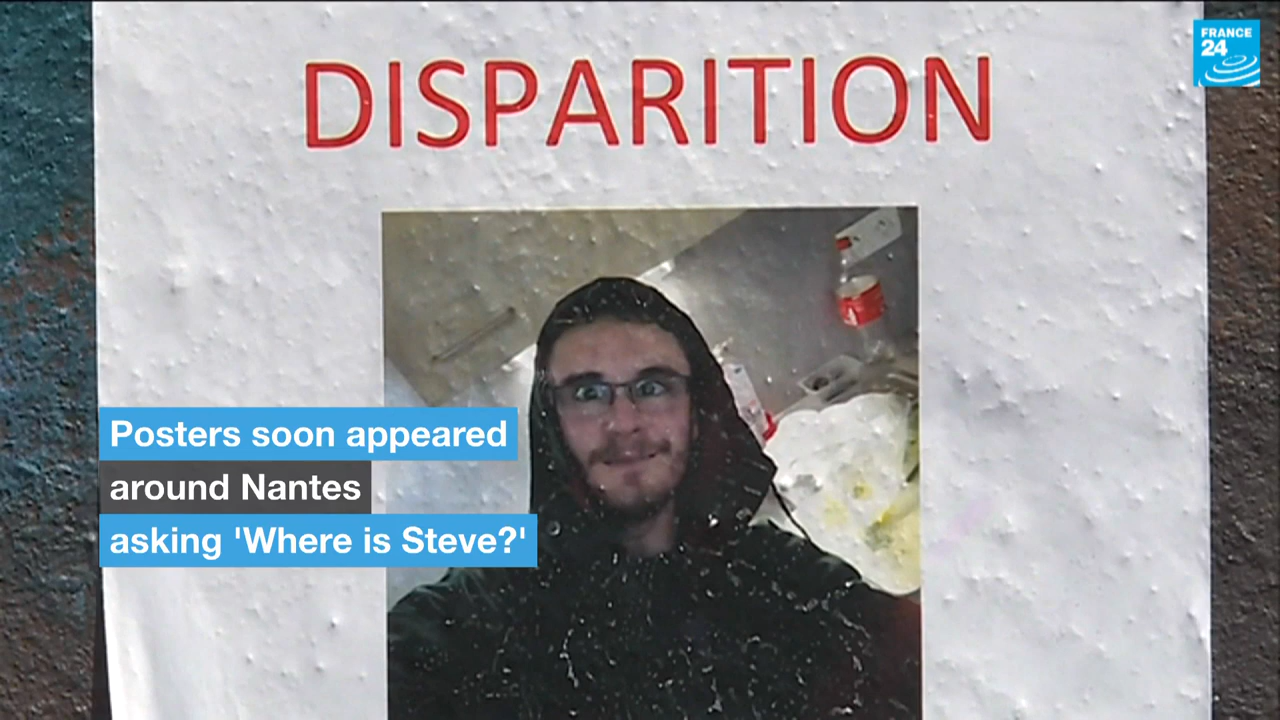 FRANCE
24
DISPARITION
Posters soon appeared
around Nantes
asking 'Where is Steve?'